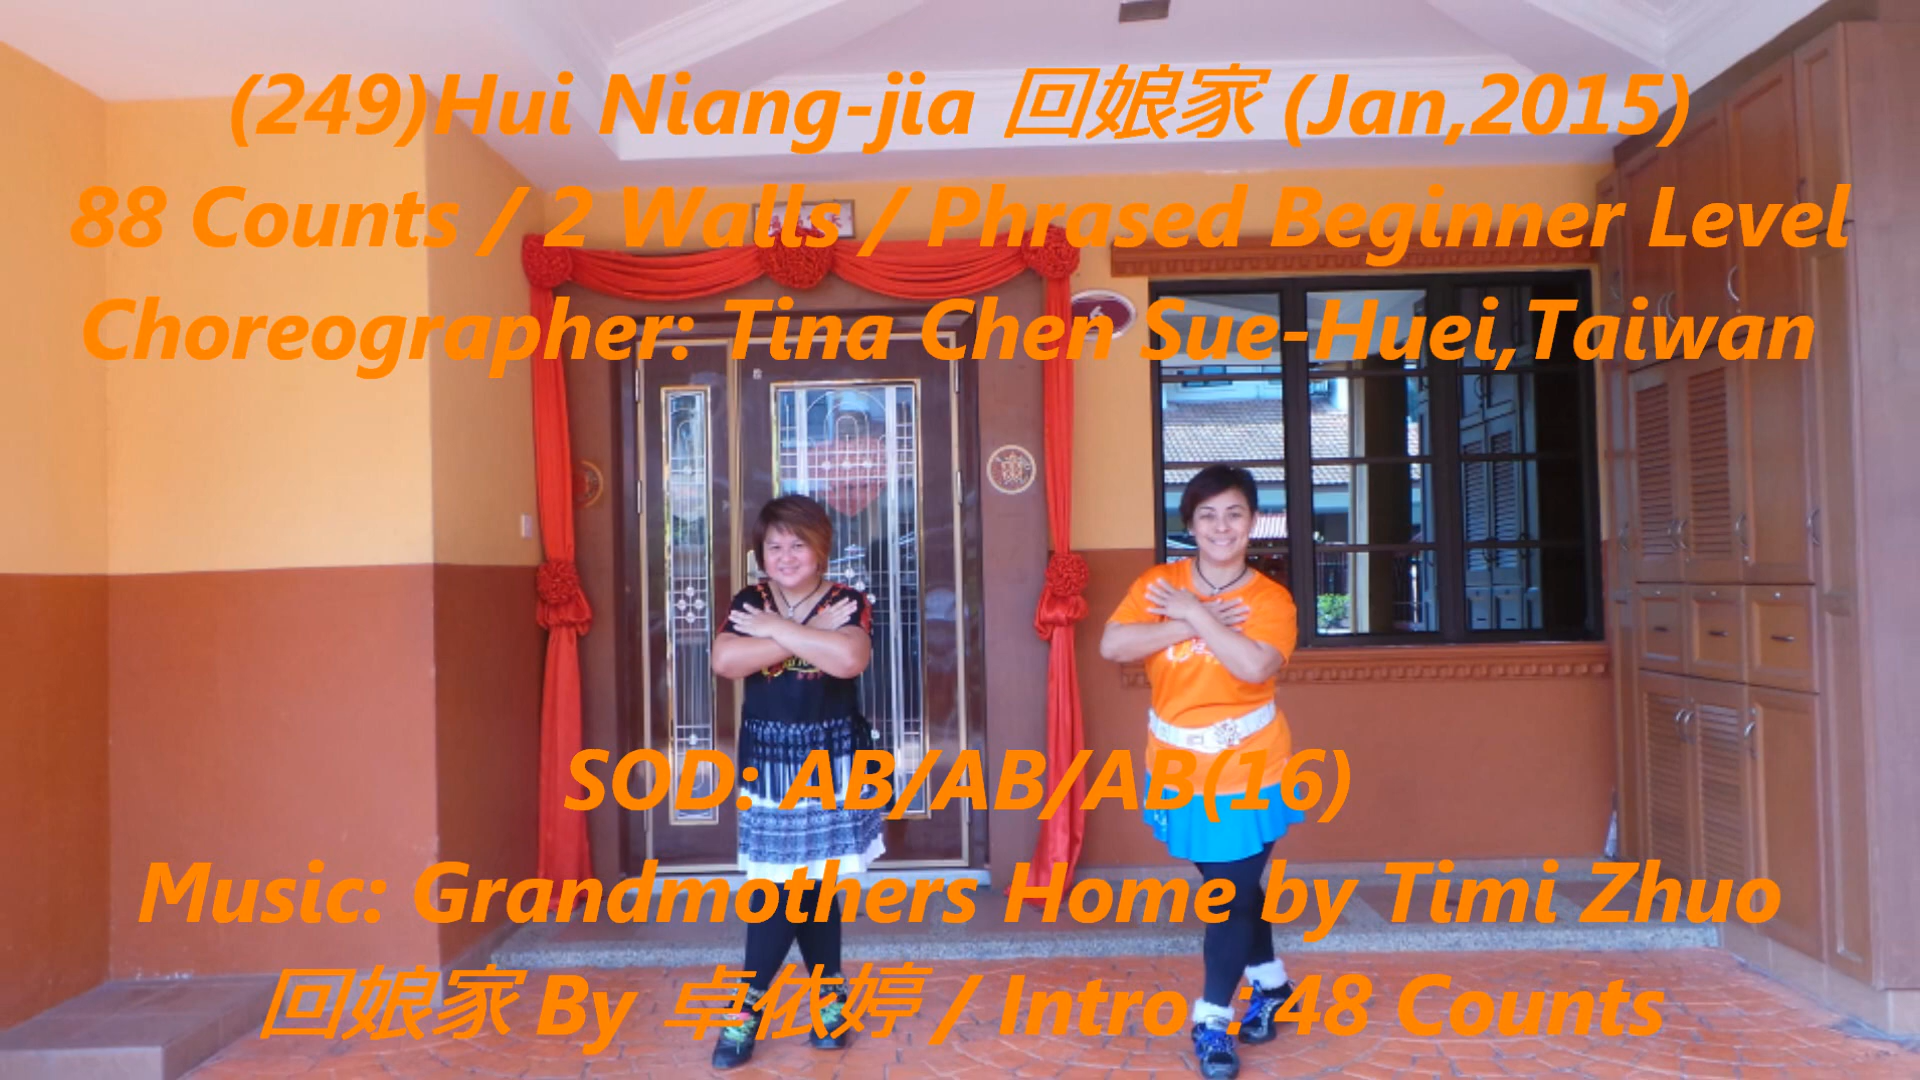 (249)Hui Niang-jia 回娘家 (Jan,2015)
88 Counts / 2 Walls / Phrased Beginner Level
Choreographer: Tina Chen Sue-Huei,Taiwan
SOD: AB/AB/AB(16)
Music: Grandmothers Home by Timi Zhuo
回娘家 By 卓依婷 / Intro : 48 Counts